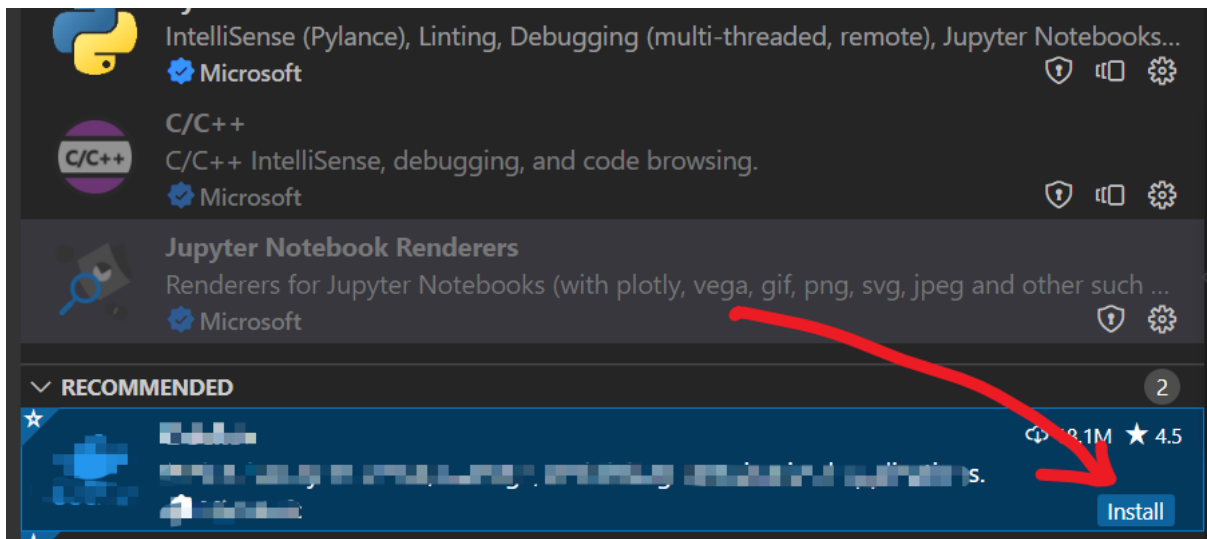 IntelliSense (Pylance), Linting, Debugging (multi-threaded, remote), Jupyter Notebooks...
Microsoft
C/C++
C/C++
C/C++ IntelliSense, debugging, and code browsing.
Microsoft
Jupyter Notebook Renderers
Renderers for Jupyter Notebooks (with plotly, vega, gif, png, svg, jpeg and other such ...
Microsoft
RECOMMENDED 2
4.5
Install